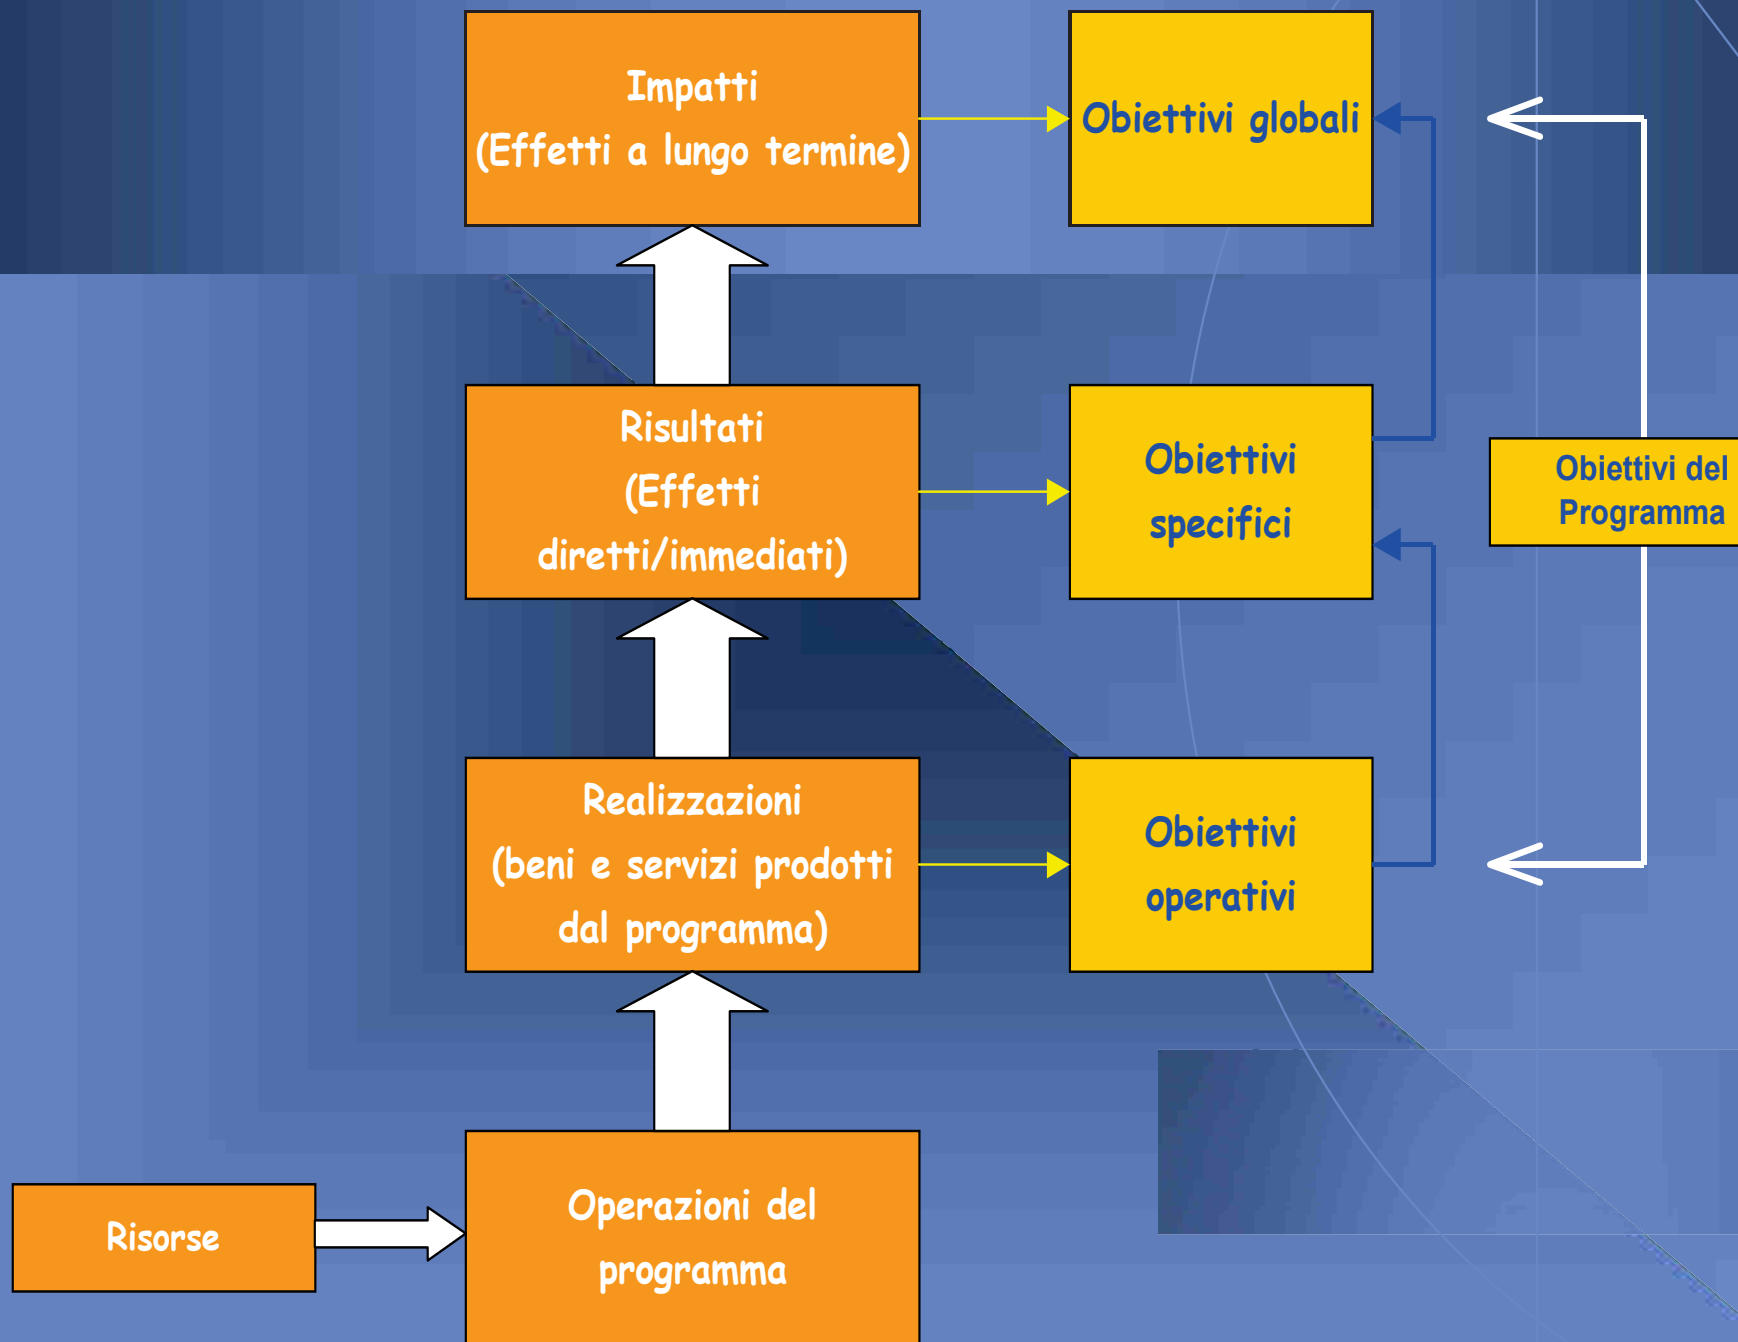 Impatti
(Effetti a lungo termine)
Obiettivi globali
Risultati
(Effetti
diretti/immediati)
Obiettivi
specifici
Obiettivi del
Programma
Realizzazioni
(beni e servizi prodotti
dal programma)
Obiettivi
operativi
Risorse
Operazioni del
programma